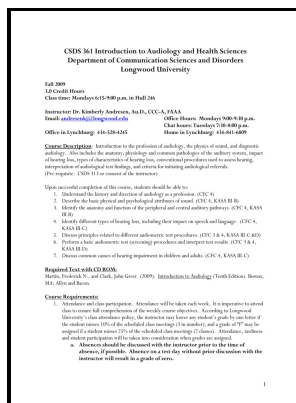 CSDS 361 Introduction to Audiology and Health Sciences
Department of Communication Sciences and Disorders
Longwood University
Fall 2009
1.0 Credit Hours
Class time: Mondays 6:15-9:00 p.m. in Hull 246
Instructor: Dr. Kimberly Andresen, Au.D., CCC-A, FAAA
Email: andresenkj@longwood.edu Office Hours: Mondays 9:00-9:10 p.m.
Chat hours: Tuesdays 7:10-8:00 p.m.
Office in Lynchburg: 434-528-4245 Home in Lynchburg: 434-841-6809
Course Description: Introduction to the profession of audiology, the physics of sound, and diagnostic
audiology. Also includes the anatomy, physiology and common pathologies of the auditory system, impact
of hearing loss, types of characteristics of hearing loss, conventional procedures used to assess hearing,
interpretation of audiological test findings, and criteria for initiating audiological referrals.
(Pre-requisite: CSDS 313 or consent of the instructor)
Upon successful completion of this course, students should be able to:
1. Understand the history and direction of audiology as a profession. (CFC 4)
2. Describe the basic physical and psychological attributes of sound. (CFC 4, KASA III-B)
3. Identify the anatomy and function of the peripheral and central auditory pathways. (CFC 4, KASA
III-B)
4. Identify different types of hearing loss, including their impact on speech and language. (CFC 4,
KASA III-C)
5. Discuss principles related to different audiometric test procedures. (CFC 3 & 4, KASA III-C &D)
6. Perform a basic audiometric test (screening) procedures and interpret test results. (CFC 3 & 4,
KASA III-D)
7. Discuss common causes of hearing impairment in children and adults. (CFC 4, KASA III-C)
Required Text with CD ROM:
Martin, Frederick N., and Clark, John Greer. (2009). Introduction to Audiology (Tenth Edition). Boston,
MA: Allyn and Bacon.
Course Requirements:
1. Attendance and class participation. Attendance will be taken each week. It is imperative to attend
class to ensure full comprehension of the weekly course objectives. According to Longwood
University's class attendance policy, the instructor may lower any student's grade by one letter if
the student misses 10% of the scheduled class meetings (3 in number), and a grade of "F" may be
assigned if a student misses 25% of the scheduled class meetings (7 classes). Attendance, tardiness
and student participation will be taken into consideration when grades are assigned.
a. Absences should be discussed with the instructor prior to the time of
absence, if possible. Absence on a test day without prior discussion with the
instructor will result in a grade of zero.
1